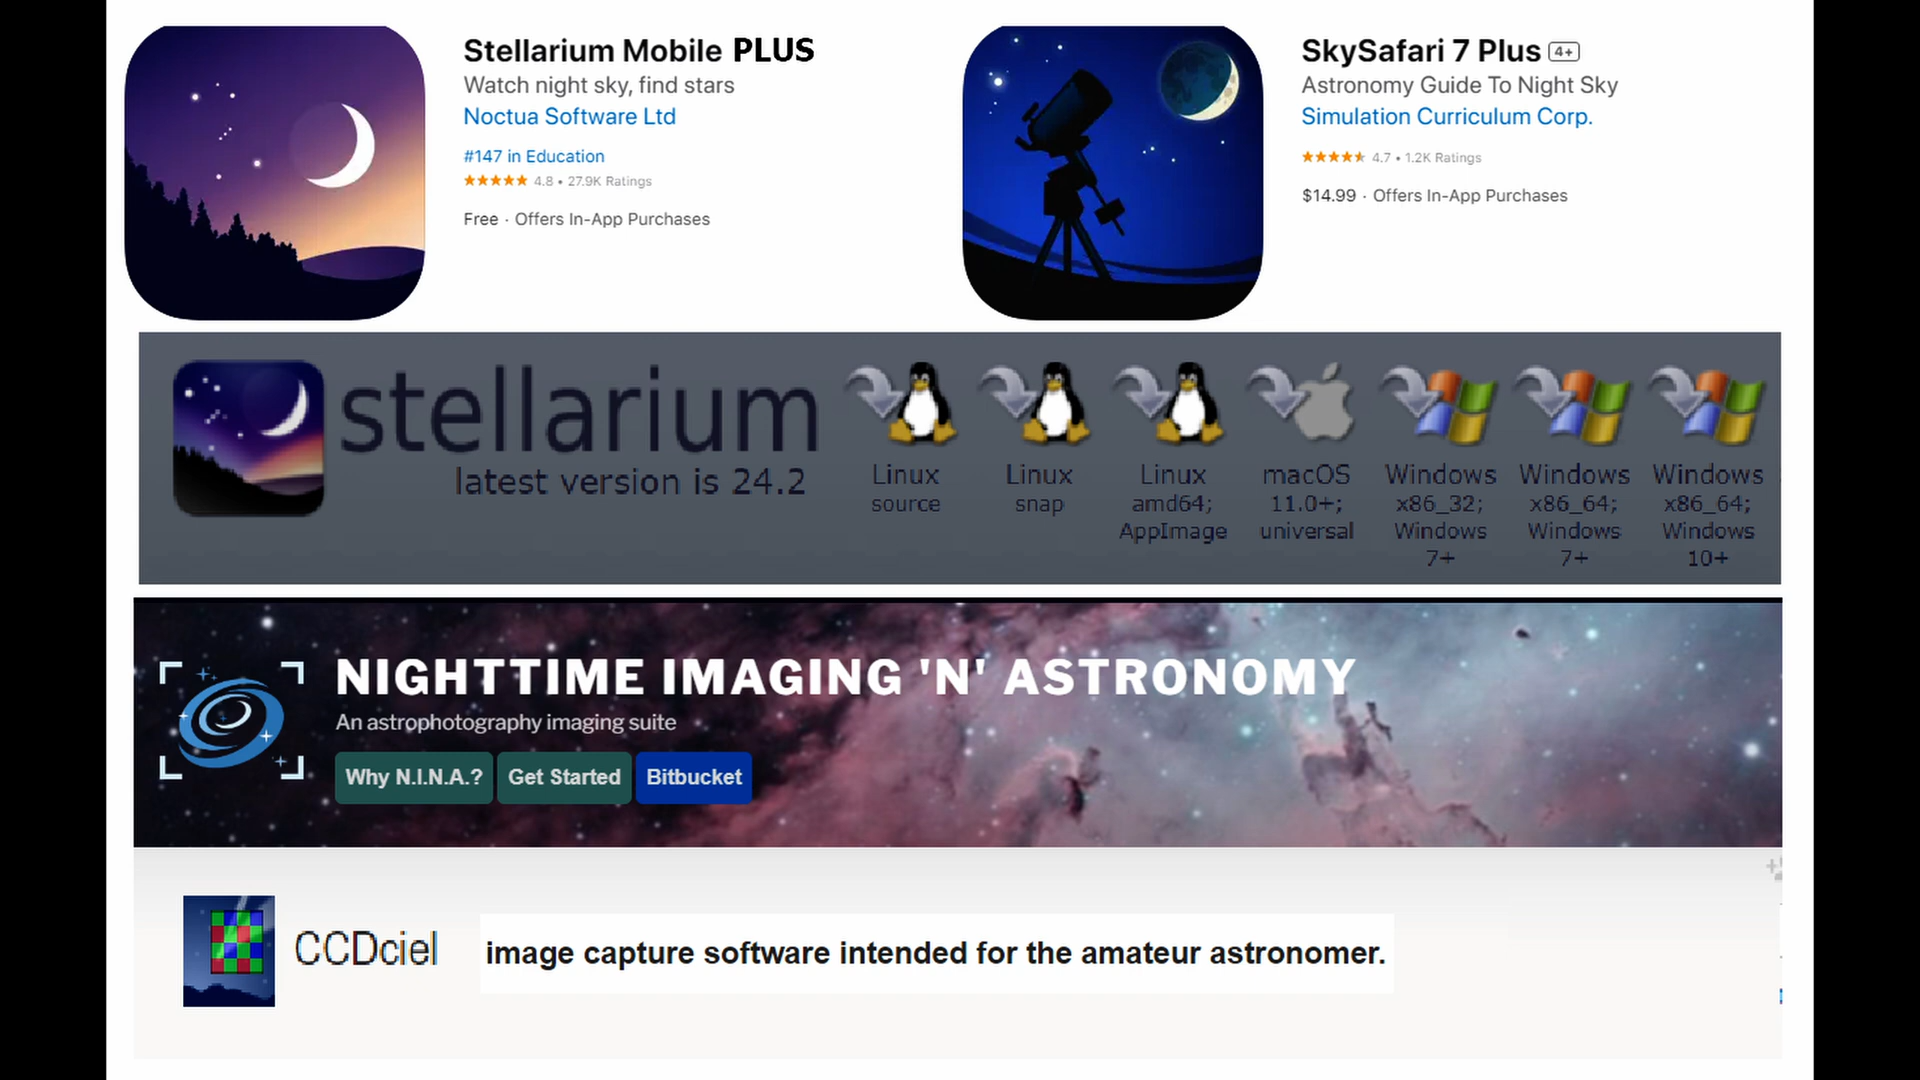 Stellarium Mobile PLUS
Watch night sky, find stars
Noctua Software Ltd
#147 in Education
★★★★★ 4.8 • 27.9K Ratings
Free · Offers In-App Purchases
SkySafari 7 Plus 4+
Astronomy Guide To Night Sky
Simulation Curriculum Corp.
4.7 • 1.2K Ratings
$14.99 · Offers In-App Purchases
stellarium
latest version is 24.2
Linux
source
Linux
snap
Linux
amd64;
AppImage
macOS
11.0+;
universal
Windows
x86_32;
Windows
7+
Windows
x86_64;
Windows
7+
Windows
x86_64;
Windows
10+
NIGHTTIME IMAGING 'N' ASTRONOMY
An astrophotography imaging suite
Why N.I.N.A.? Get Started Bitbucket
CCDciel
image capture software intended for the amateur astronomer.